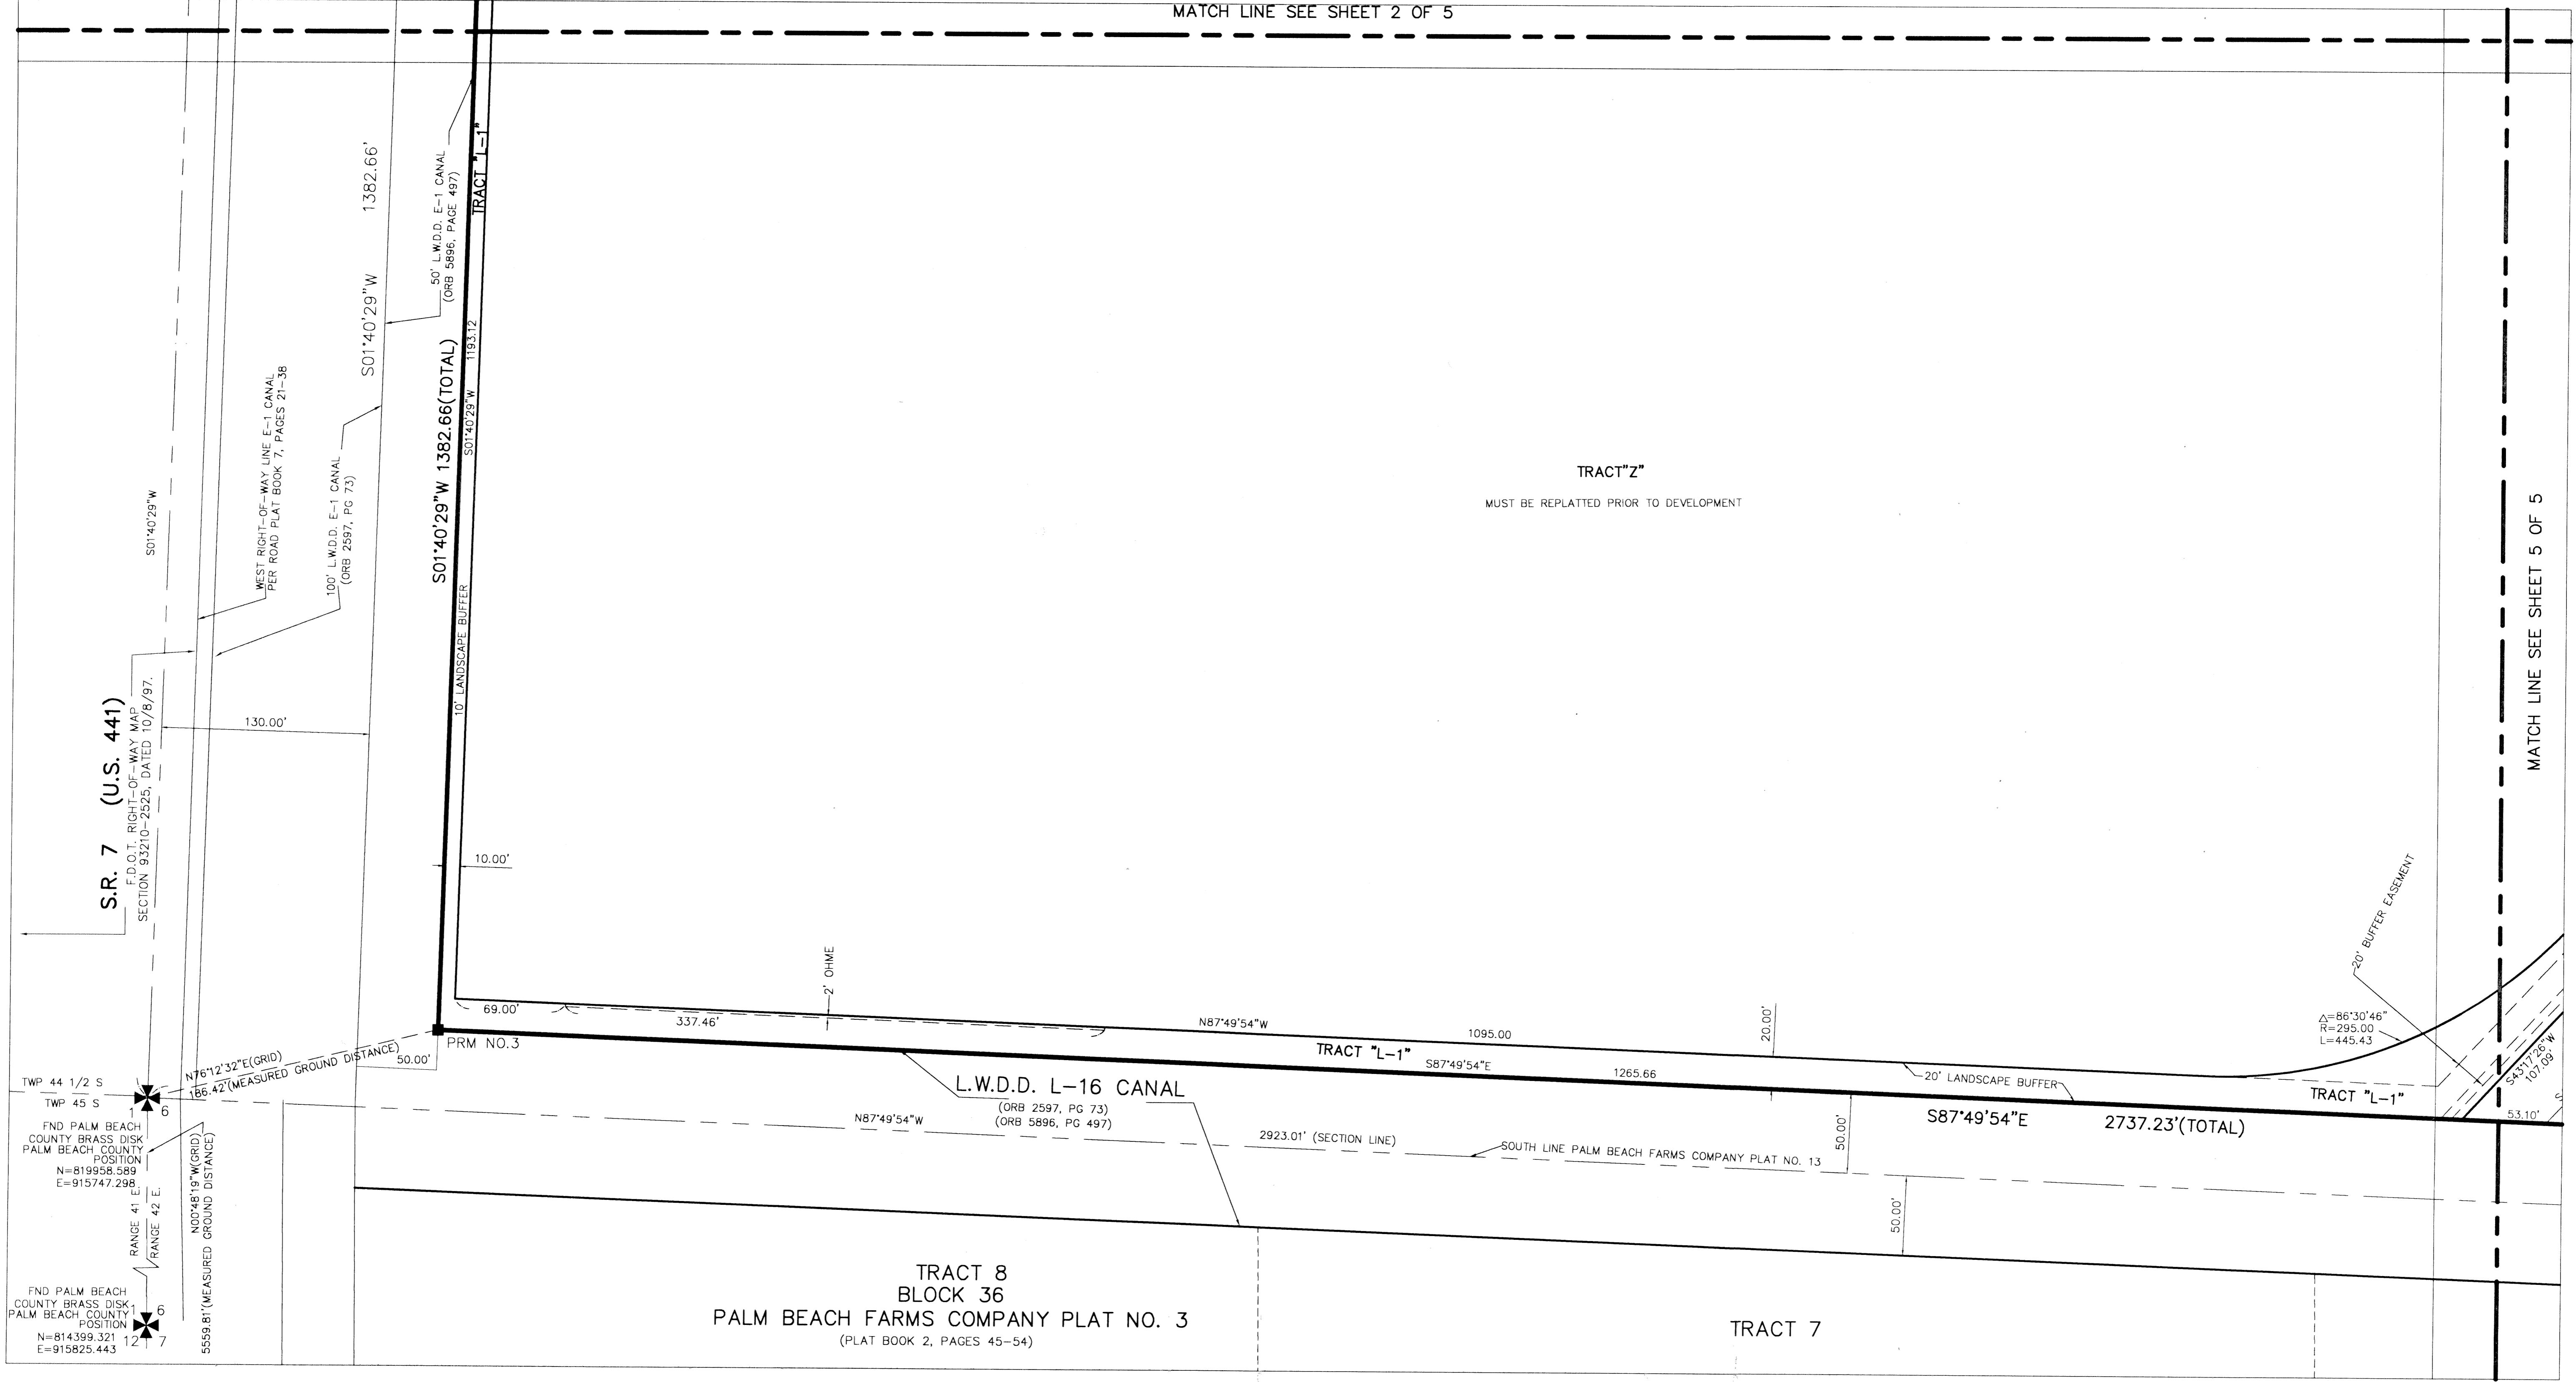 MATCH LINE SEE SHEET 2 OF 5
TRACT "L-1"
50' L.W.D.D. E-1 CANAL
(ORB 5896, PAGE 497)
S01°40'29"W 1382.66'
S01°40'29"W 1382.66(TOTAL)
S01°40'29"W 1193.12
10' LANDSCAPE BUFFER
WEST RIGHT-OF-WAY LINE E-1 CANAL
PER ROAD PLAT BOOK 7, PAGES 21-38
100' L.W.D.D. E-1 CANAL
(ORB 2597, PG 73)
S01°40'29"W
S.R. 7 (U.S. 441)
F.D.O.T. RIGHT-OF-WAY MAP
SECTION 93210-2525, DATED 10/8/97.
130.00'
TRACT"Z"
MUST BE REPLATTED PRIOR TO DEVELOPMENT
MATCH LINE SEE SHEET 5 OF 5
10.00'
69.00'
337.46'
2' OHME
N87°49'54"W 1095.00
20.00'
TRACT "L-1"
S87°49'54"E 1265.66
20' LANDSCAPE BUFFER
S87°49'54"E 2737.23'(TOTAL)
TRACT "L-1"
20' BUFFER EASEMENT
Δ=86°30'46"
R=295.00
L=445.43
S43°17'26"W
107.09'
53.10'
S
PRM NO.3
50.00'
N76°12'32"E(GRID)
186.42'(MEASURED GROUND DISTANCE)
L.W.D.D. L-16 CANAL
(ORB 2597, PG 73)
(ORB 5896, PG 497)
N87°49'54"W
2923.01' (SECTION LINE)
SOUTH LINE PALM BEACH FARMS COMPANY PLAT NO. 13
50.00'
50.00'
TWP 44 1/2 S
TWP 45 S
1 6
FND PALM BEACH
COUNTY BRASS DISK
PALM BEACH COUNTY
POSITION
N=819958.589
E=915747.298
RANGE 41 E.
RANGE 42 E.
N00°48'19"W(GRID)
5559.81'(MEASURED GROUND DISTANCE)
FND PALM BEACH
COUNTY BRASS DISK
PALM BEACH COUNTY
POSITION
N=814399.321
E=915825.443
1 6
12 7
TRACT 8
BLOCK 36
PALM BEACH FARMS COMPANY PLAT NO. 3
(PLAT BOOK 2, PAGES 45-54)
TRACT 7